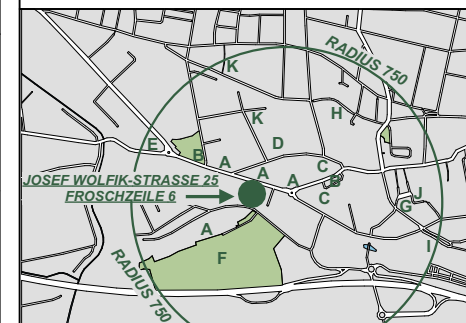 RADIUS 750
K
K
H
D
E
B
A
A
A
C
B
C
JOSEF WOLFIK-STRASSE 25
FROSCHZEILE 6
J
G
A
F
I
RADIUS 750